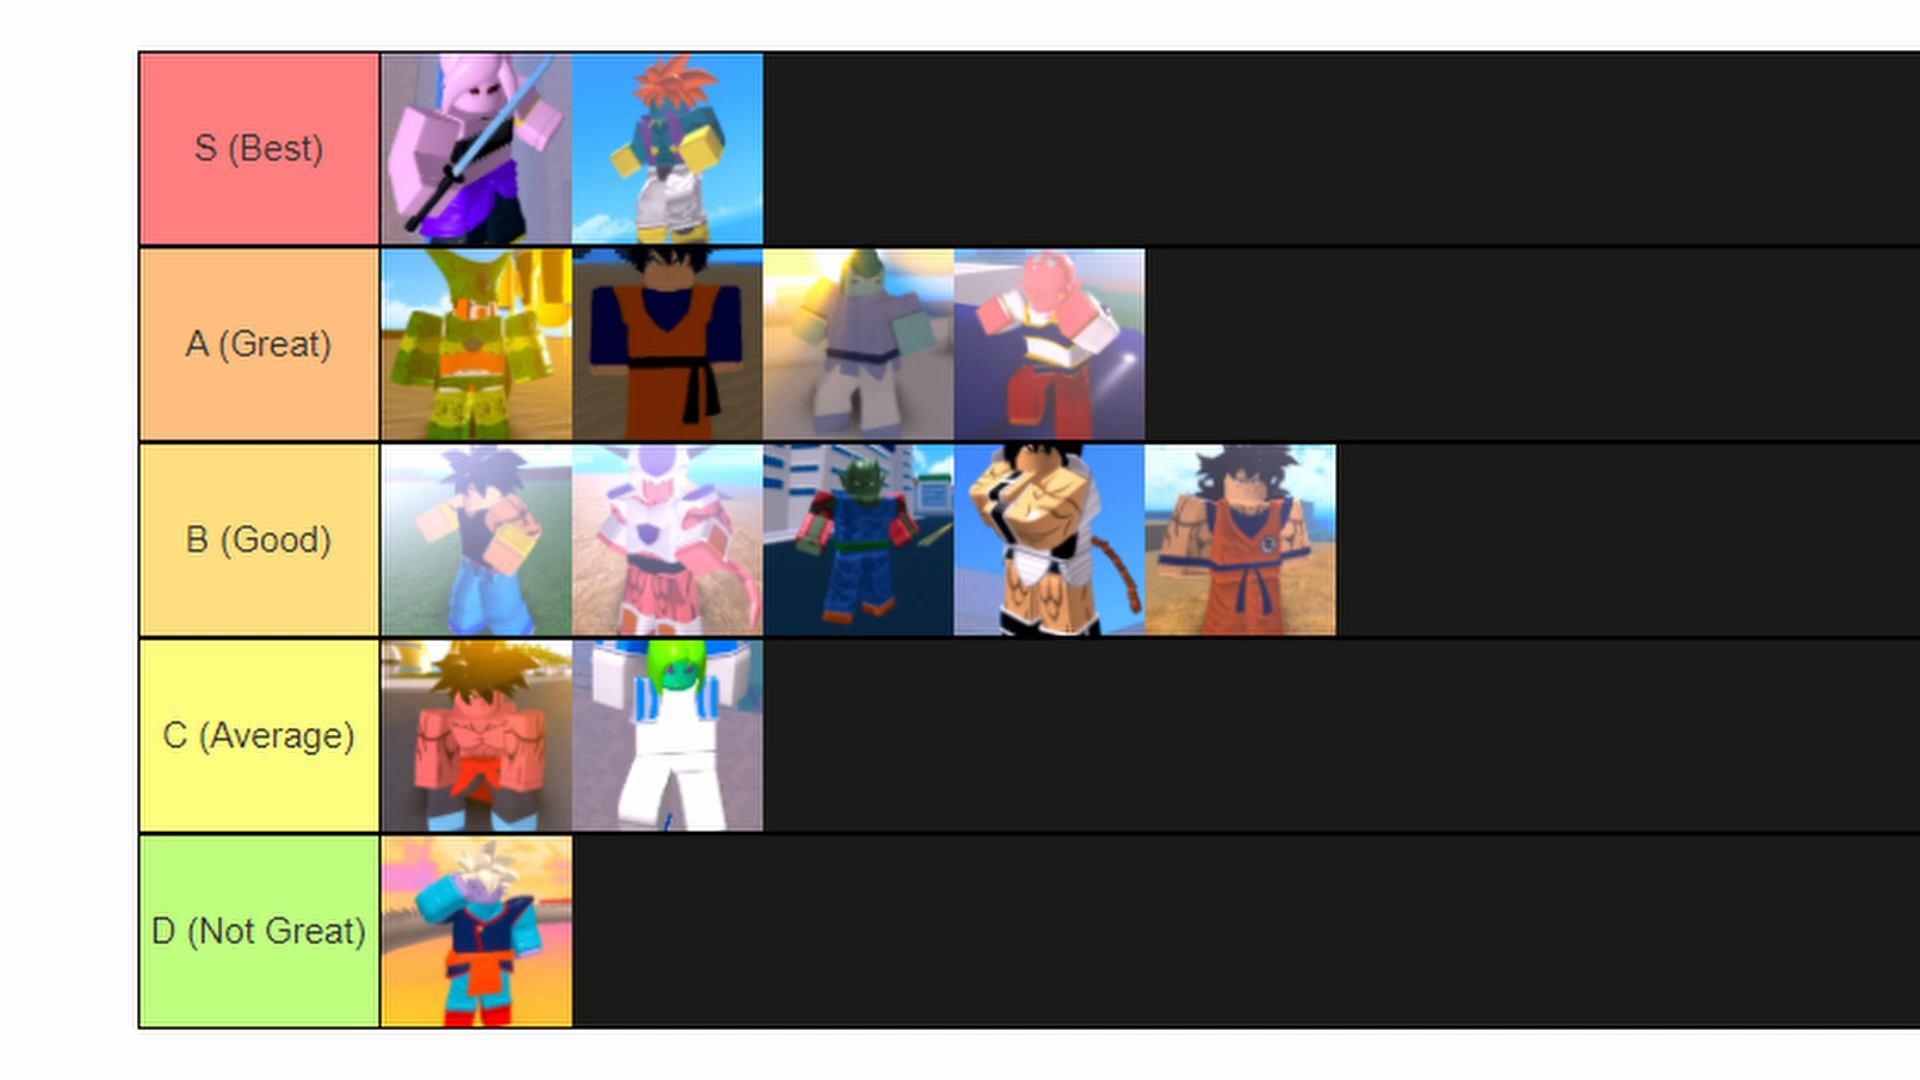 S (Best)
A (Great)
B (Good)
C (Average)
D (Not Great)